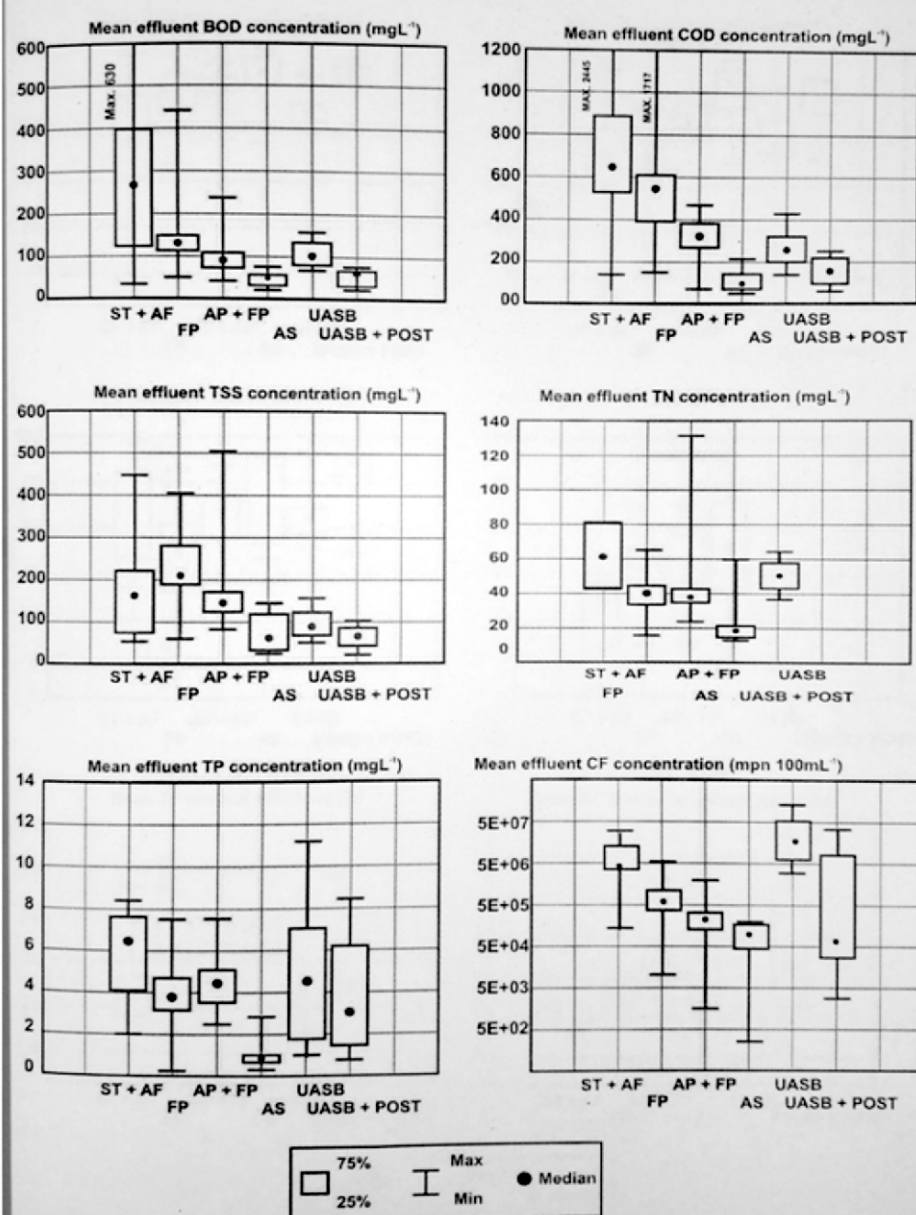 Mean effluent BOD concentration (mgL⁻¹)
600
500
400
300
200
100
0
Max. 630
ST + AF
FP
AP + FP
AS
UASB
UASB + POST
Mean effluent COD concentration (mgL⁻¹)
1200
1000
800
600
400
200
00
MAX. 2445
MAX. 1717
ST + AF
FP
AP + FP
AS
UASB
UASB + POST
Mean effluent TSS concentration (mgL⁻¹)
600
500
400
300
200
100
0
ST + AF
FP
AP + FP
AS
UASB
UASB + POST
Mean effluent TN concentration (mgL⁻¹)
140
120
100
80
60
40
20
0
ST + AF
FP
AP + FP
AS
UASB
UASB + POST
Mean effluent TP concentration (mgL⁻¹)
14
12
10
8
6
4
2
0
ST + AF
FP
AP + FP
AS
UASB
UASB + POST
Mean effluent CF concentration (mpn 100mL⁻¹)
5E+07
5E+06
5E+05
5E+04
5E+03
5E+02
ST + AF
FP
AP + FP
AS
UASB
UASB + POST
75%
25%
Max
Min
Median